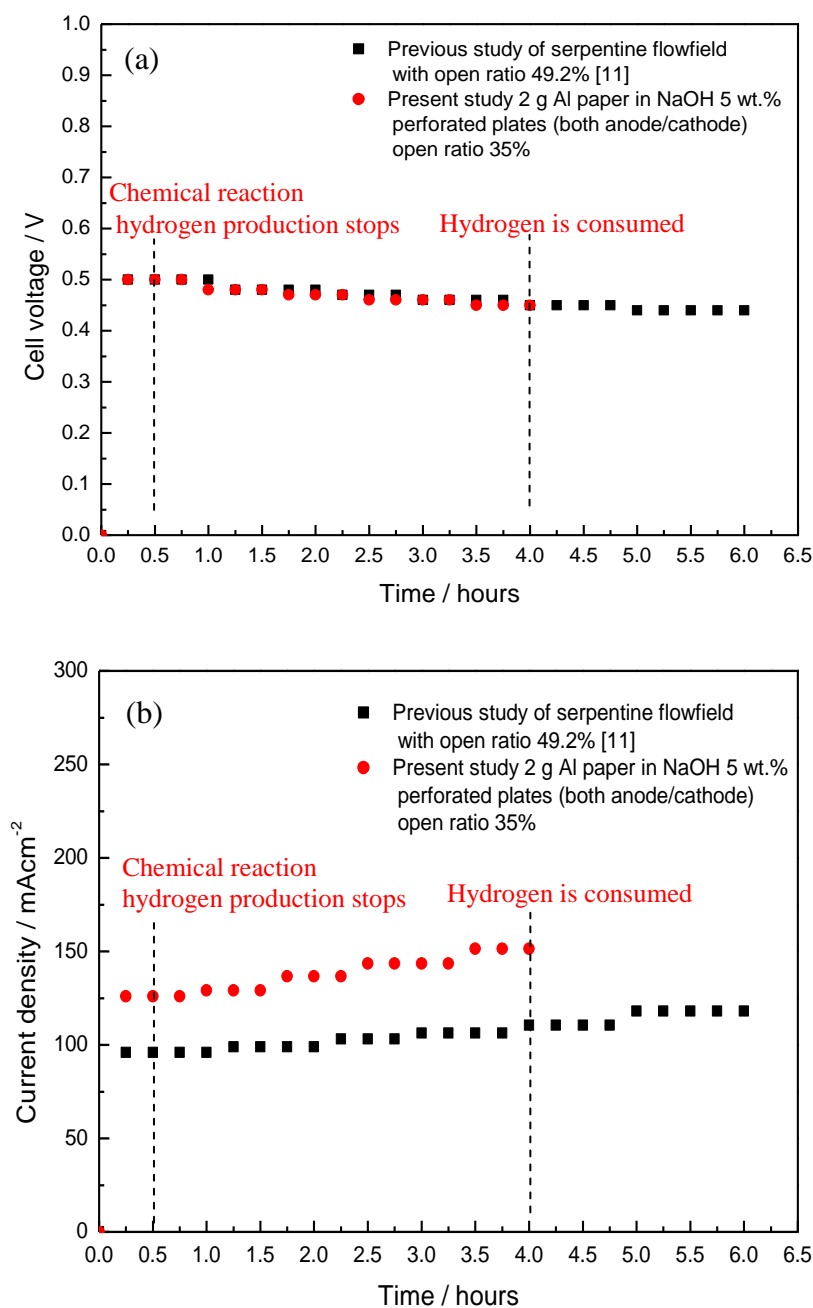 1.0
(a)
Previous study of serpentine flowfield
with open ratio 49.2% [11]
0.9
Present study 2 g Al paper in NaOH 5 wt.%
perforated plates (both anode/cathode)
open ratio 35%
0.8
0.7
Chemical reaction
hydrogen production stops
Hydrogen is consumed
0.6
0.5
0.4
0.3
0.2
0.1
0.0
Cell voltage / V
0.0 0.5 1.0 1.5 2.0 2.5 3.0 3.5 4.0 4.5 5.0 5.5 6.0 6.5
Time / hours
300
(b)
Previous study of serpentine flowfield
with open ratio 49.2% [11]
Present study 2 g Al paper in NaOH 5 wt.%
perforated plates (both anode/cathode)
open ratio 35%
250
200
Chemical reaction
hydrogen production stops
Hydrogen is consumed
150
100
50
0
Current density / mAcm⁻²
0.0 0.5 1.0 1.5 2.0 2.5 3.0 3.5 4.0 4.5 5.0 5.5 6.0 6.5
Time / hours